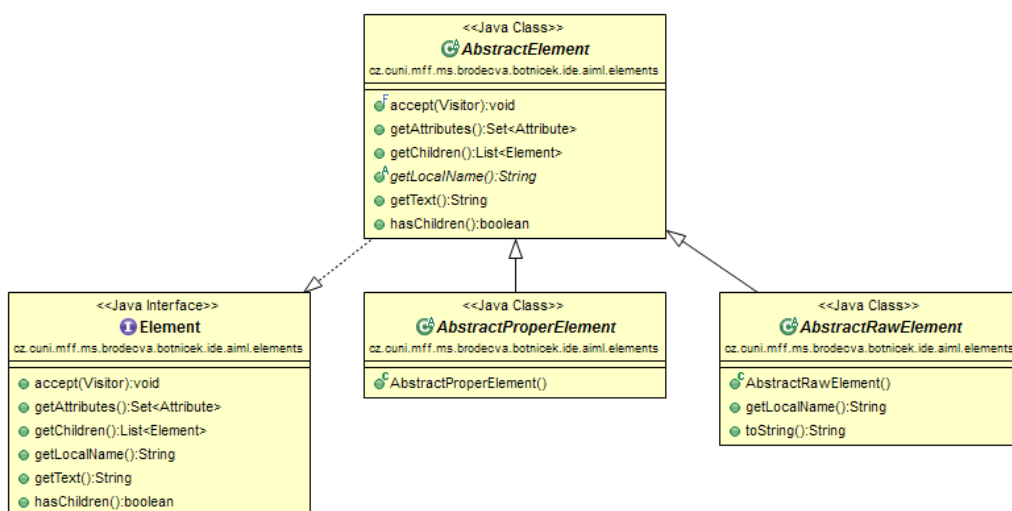 <<Java Class>>
AbstractElement
cz.cuni.mff.ms.brodecva.botnicek.ide.aiml.elements
accept(Visitor):void
getAttributes():Set<Attribute>
getChildren():List<Element>
getLocalName():String
getText():String
hasChildren():boolean
<<Java Interface>>
Element
cz.cuni.mff.ms.brodecva.botnicek.ide.aiml.elements
accept(Visitor):void
getAttributes():Set<Attribute>
getChildren():List<Element>
getLocalName():String
getText():String
hasChildren():boolean
<<Java Class>>
AbstractProperElement
cz.cuni.mff.ms.brodecva.botnicek.ide.aiml.elements
AbstractProperElement()
<<Java Class>>
AbstractRawElement
cz.cuni.mff.ms.brodecva.botnicek.ide.aiml.elements
AbstractRawElement()
getLocalName():String
toString():String